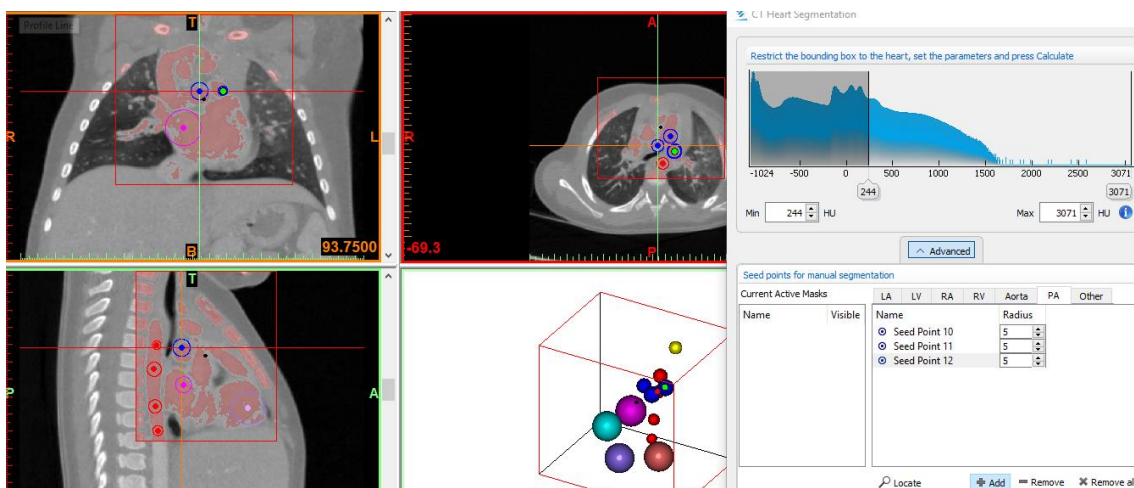 Profile Line
T
R
L
B
93.7500
A
R
P
-69.3
T
P
A
CT Heart Segmentation
Restrict the bounding box to the heart, set the parameters and press Calculate
-1024 -500 0 500 1000 1500 2000 2500 3071
244
3071
Min 244 HU
Max 3071 HU
Advanced
Seed points for manual segmentation
Current Active Masks
LA LV RA RV Aorta PA Other
Name Visible
Name Radius
Seed Point 10 5
Seed Point 11 5
Seed Point 12 5
Locate
Add
Remove
Remove al